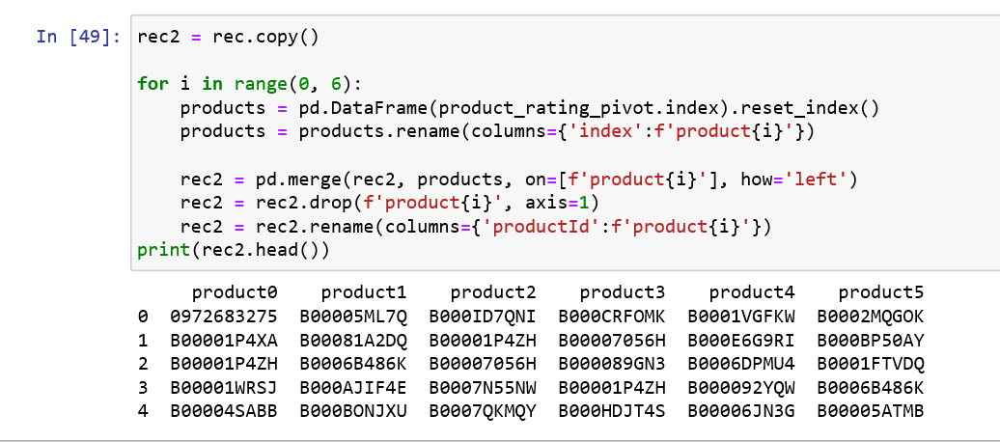 In [49]: rec2 = rec.copy()
for i in range(0, 6):
products = pd.DataFrame(product_rating_pivot.index).reset_index()
products = products.rename(columns={'index':f'product{i}'})
rec2 = pd.merge(rec2, products, on=[f'product{i}'], how='left')
rec2 = rec2.drop(f'product{i}', axis=1)
rec2 = rec2.rename(columns={'productId':f'product{i}'})
print(rec2.head())
product0 product1 product2 product3 product4 product5
0 0972683275 B00005ML7Q B000ID7QNI B000CRFOMK B0001VGFKW B0002MQGOK
1 B00001P4XA B00081A2DQ B00001P4ZH B00007056H B000E6G9RI B000BP50AY
2 B00001P4ZH B0006B486K B00007056H B000089GN3 B0006DPMU4 B0001FTVDQ
3 B00001WRSJ B000AJIF4E B0007N55NW B00001P4ZH B000092YQW B0006B486K
4 B00004SABB B000BONJXU B0007QKMQY B000HDJT4S B00006JN3G B00005ATMB